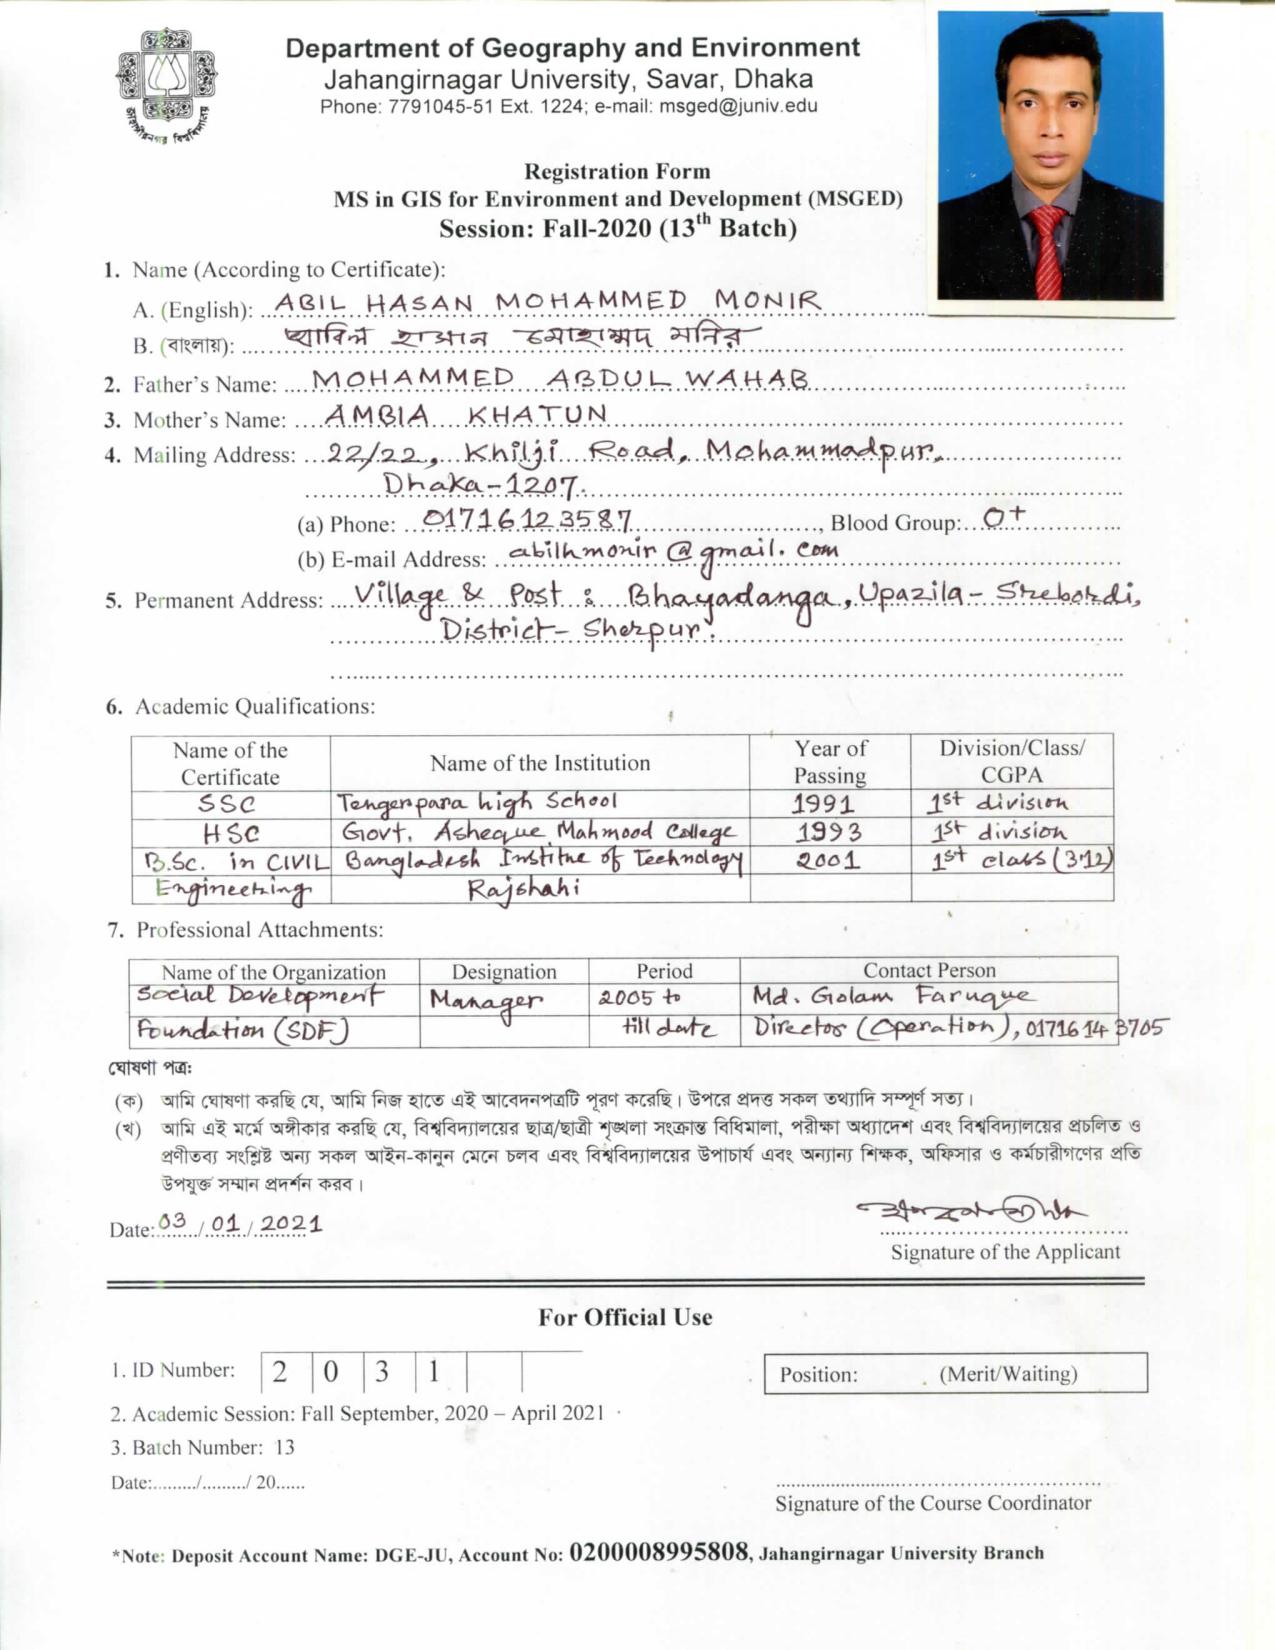 জাহাঙ্গীরনগর বিশ্ববিদ্যালয়
Department of Geography and Environment
Jahangirnagar University, Savar, Dhaka
Phone: 7791045-51 Ext. 1224; e-mail: msged@juniv.edu
Registration Form
MS in GIS for Environment and Development (MSGED)
Session: Fall-2020 (13th Batch)
1. Name (According to Certificate):
A. (English): ABIL HASAN MOHAMMED MONIR
B. (বাংলায়): আবিল হাসান মোহাম্মদ মনির
2. Father's Name: MOHAMMED ABDUL WAHAB
3. Mother's Name: AMBIA KHATUN
4. Mailing Address: 22/22, Khilji Road, Mohammadpur,
Dhaka-1207.
(a) Phone: 01716123587, Blood Group: O+
(b) E-mail Address: abilhmonir@gmail.com
5. Permanent Address: Village & Post : Bhayadanga, Upazila- Srebordi,
District- Sherpur.
6. Academic Qualifications:
Name of the Certificate | Name of the Institution | Year of Passing | Division/Class/ CGPA
SSC | Tengerpara high School | 1991 | 1st division
HSC | Govt. Asheque Mahmood College | 1993 | 1st division
B.Sc. in CIVIL | Bangladesh Institue of Technology | 2001 | 1st class (3.12)
Engineering | Rajshahi
7. Professional Attachments:
Name of the Organization | Designation | Period | Contact Person
Social Development | Manager | 2005 to | Md. Golam Faruque
Foundation (SDF) | till date | Director (Operation), 01716143705
ঘোষণা পত্র:
(ক) আমি ঘোষণা করছি যে, আমি নিজ হাতে এই আবেদনপত্রটি পূরণ করেছি। উপরে প্রদত্ত সকল তথ্যাদি সম্পূর্ণ সত্য।
(খ) আমি এই মর্মে অঙ্গীকার করছি যে, বিশ্ববিদ্যালয়ের ছাত্র/ছাত্রী শৃঙ্খলা সংক্রান্ত বিধিমালা, পরীক্ষা অধ্যাদেশ এবং বিশ্ববিদ্যালয়ের প্রচলিত ও
প্রণীতব্য সংশ্লিষ্ট অন্য সকল আইন-কানুন মেনে চলব এবং বিশ্ববিদ্যালয়ের উপাচার্য এবং অন্যান্য শিক্ষক, অফিসার ও কর্মচারীগণের প্রতি
উপযুক্ত সম্মান প্রদর্শন করব।
Date: 03 / 01 / 2021
Signature of the Applicant
For Official Use
1. ID Number: 2 0 3 1
Position: (Merit/Waiting)
2. Academic Session: Fall September, 2020 – April 2021
3. Batch Number: 13
Date:........./........./ 20......
Signature of the Course Coordinator
*Note: Deposit Account Name: DGE-JU, Account No: 0200008995808, Jahangirnagar University Branch